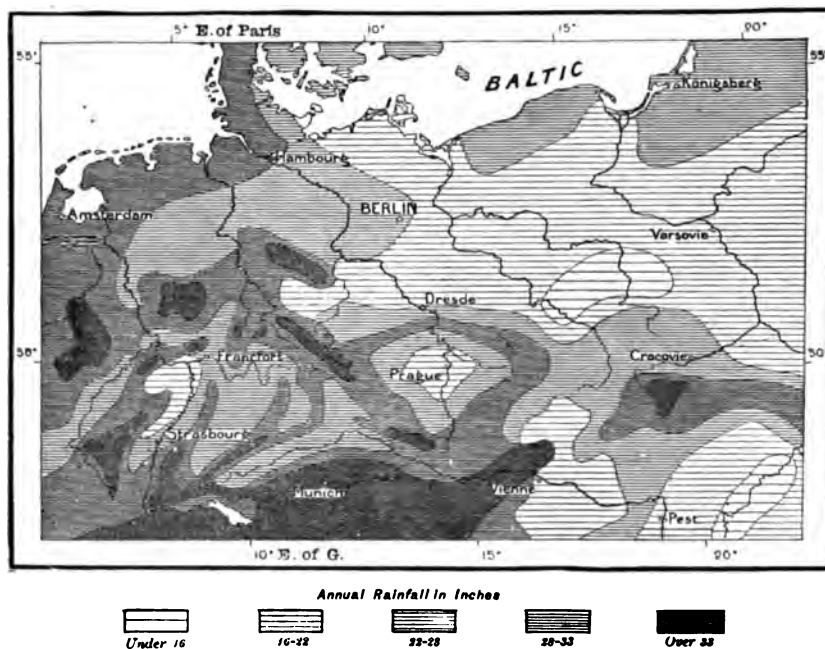 5° E. of Paris 10° 15° 20°
55° 55°
BALTIC
Königsberg
Hambourg
Amsterdam
BERLIN
Varsovie
Dresde
50° 50°
Francfort
Cracovie
Prague
Strasbourg
Munich
Vienne
Pest
10° E. of G. 15° 20°
Annual Rainfall in Inches
Under 16 16-22 22-28 28-33 Over 33